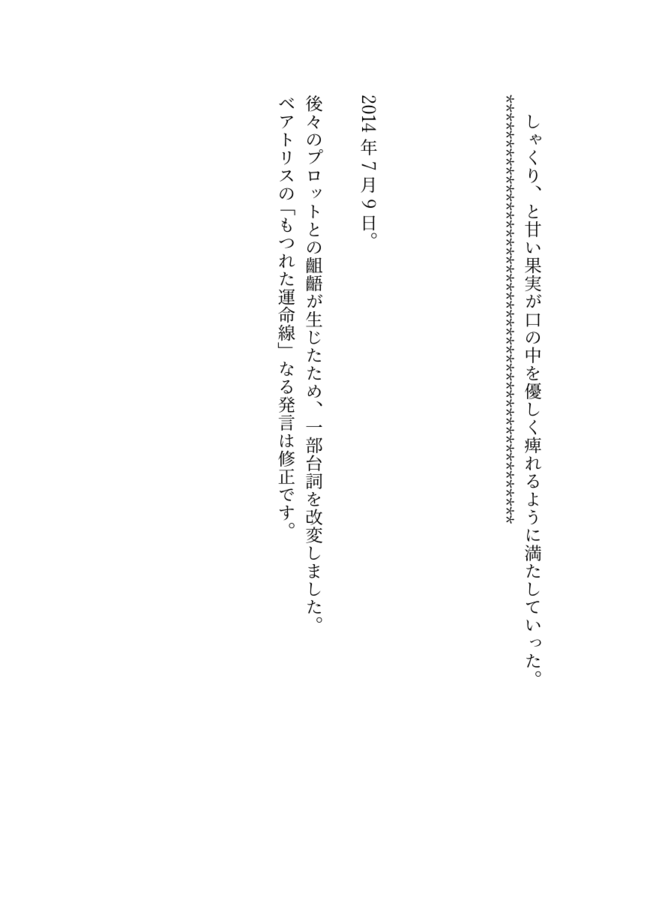 しゃくり、と甘い果実が口の中を優しく痺れるように満たしていった。
************************************************
2014 年 7 月 9 日。
後々のプロットとの齟齬が生じたため、一部台詞を改変しました。
ベアトリスの「もつれた運命線」なる発言は修正です。